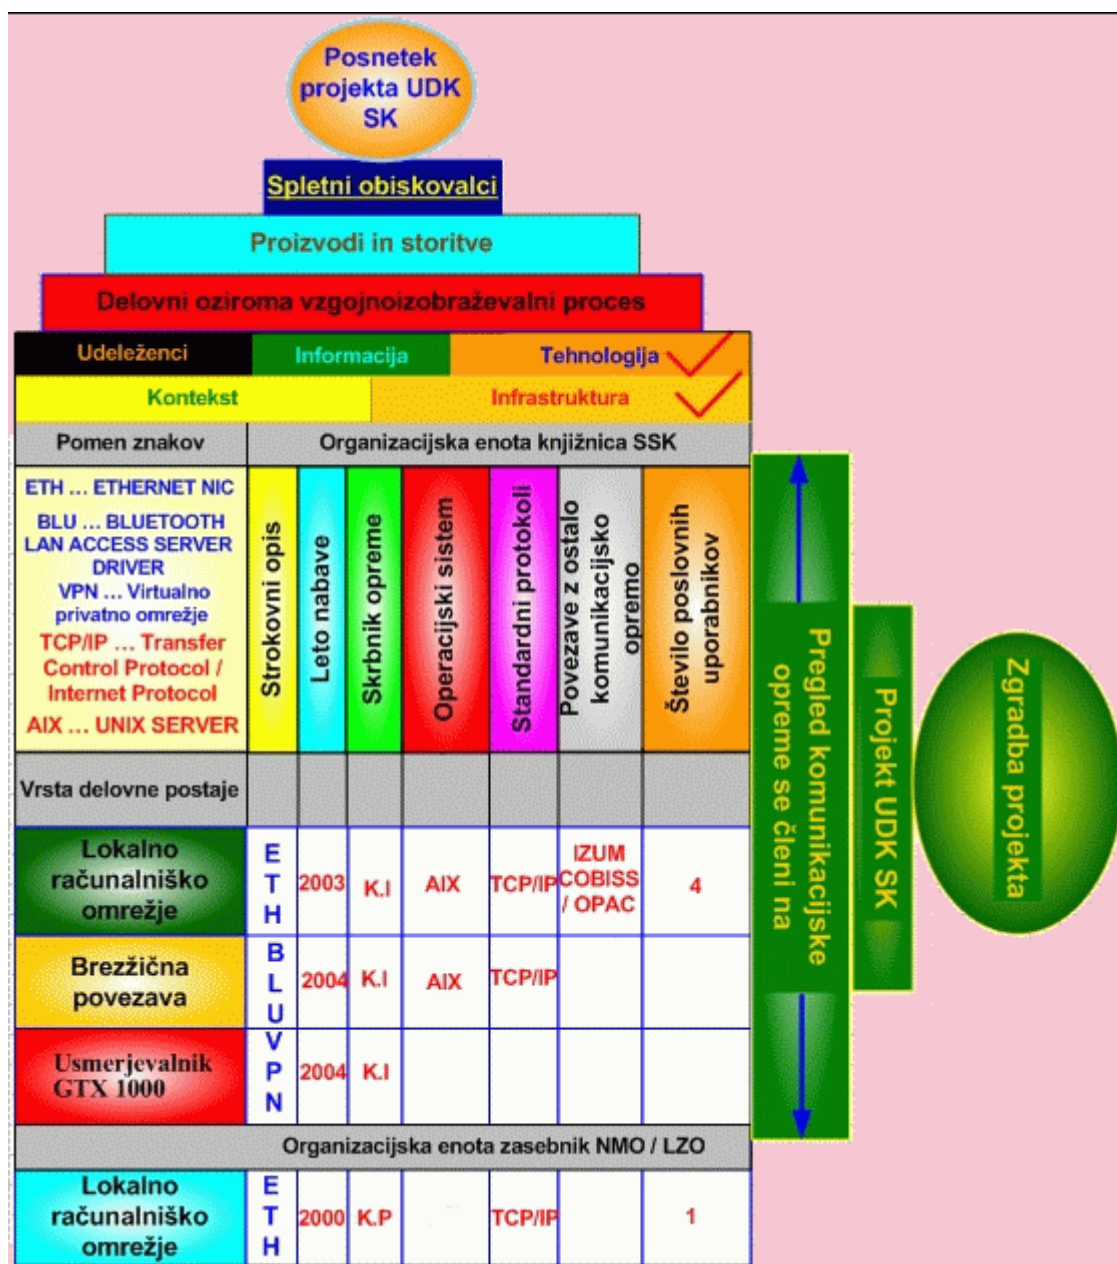 Posnetek
projekta UDK
SK
Spletni obiskovalci
Proizvodi in storitve
Delovni oziroma vzgojnoizobraževalni proces
Udeleženci
Informacija
Tehnologija
Kontekst
Infrastruktura
Pomen znakov
Organizacijska enota knjižnica SSK
ETH ... ETHERNET NIC
BLU ... BLUETOOTH
LAN ACCESS SERVER
DRIVER
VPN ... Virtualno
privatno omrežje
TCP/IP ... Transfer
Control Protocol /
Internet Protocol
AIX ... UNIX SERVER
Strokovni opis
Leto nabave
Skrbnik opreme
Operacijski sistem
Standardni protokoli
Povezave z ostalo
komunikacijsko
opremo
Število poslovnih
uporabnikov
Vrsta delovne postaje
Lokalno
računalniško
omrežje
E
T
H
2003
K.I
AIX
TCP/IP
IZUM
COBISS
/ OPAC
4
Brezžična
povezava
B
L
U
2004
K.I
AIX
TCP/IP
Usmerjevalnik
GTX 1000
V
P
N
2004
K.I
Organizacijska enota zasebnik NMO / LZO
Lokalno
računalniško
omrežje
E
T
H
2000
K.P
TCP/IP
1
Pregled komunikacijske
opreme se členi na
Projekt UDK SK
Zgradba projekta